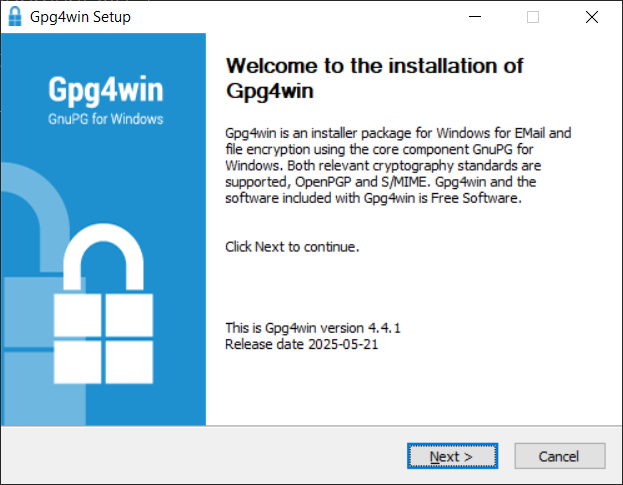 Gpg4win Setup
Gpg4win
GnuPG for Windows
Welcome to the installation of
Gpg4win
Gpg4win is an installer package for Windows for EMail and
file encryption using the core component GnuPG for
Windows. Both relevant cryptography standards are
supported, OpenPGP and S/MIME. Gpg4win and the
software included with Gpg4win is Free Software.
Click Next to continue.
This is Gpg4win version 4.4.1
Release date 2025-05-21
Next >
Cancel